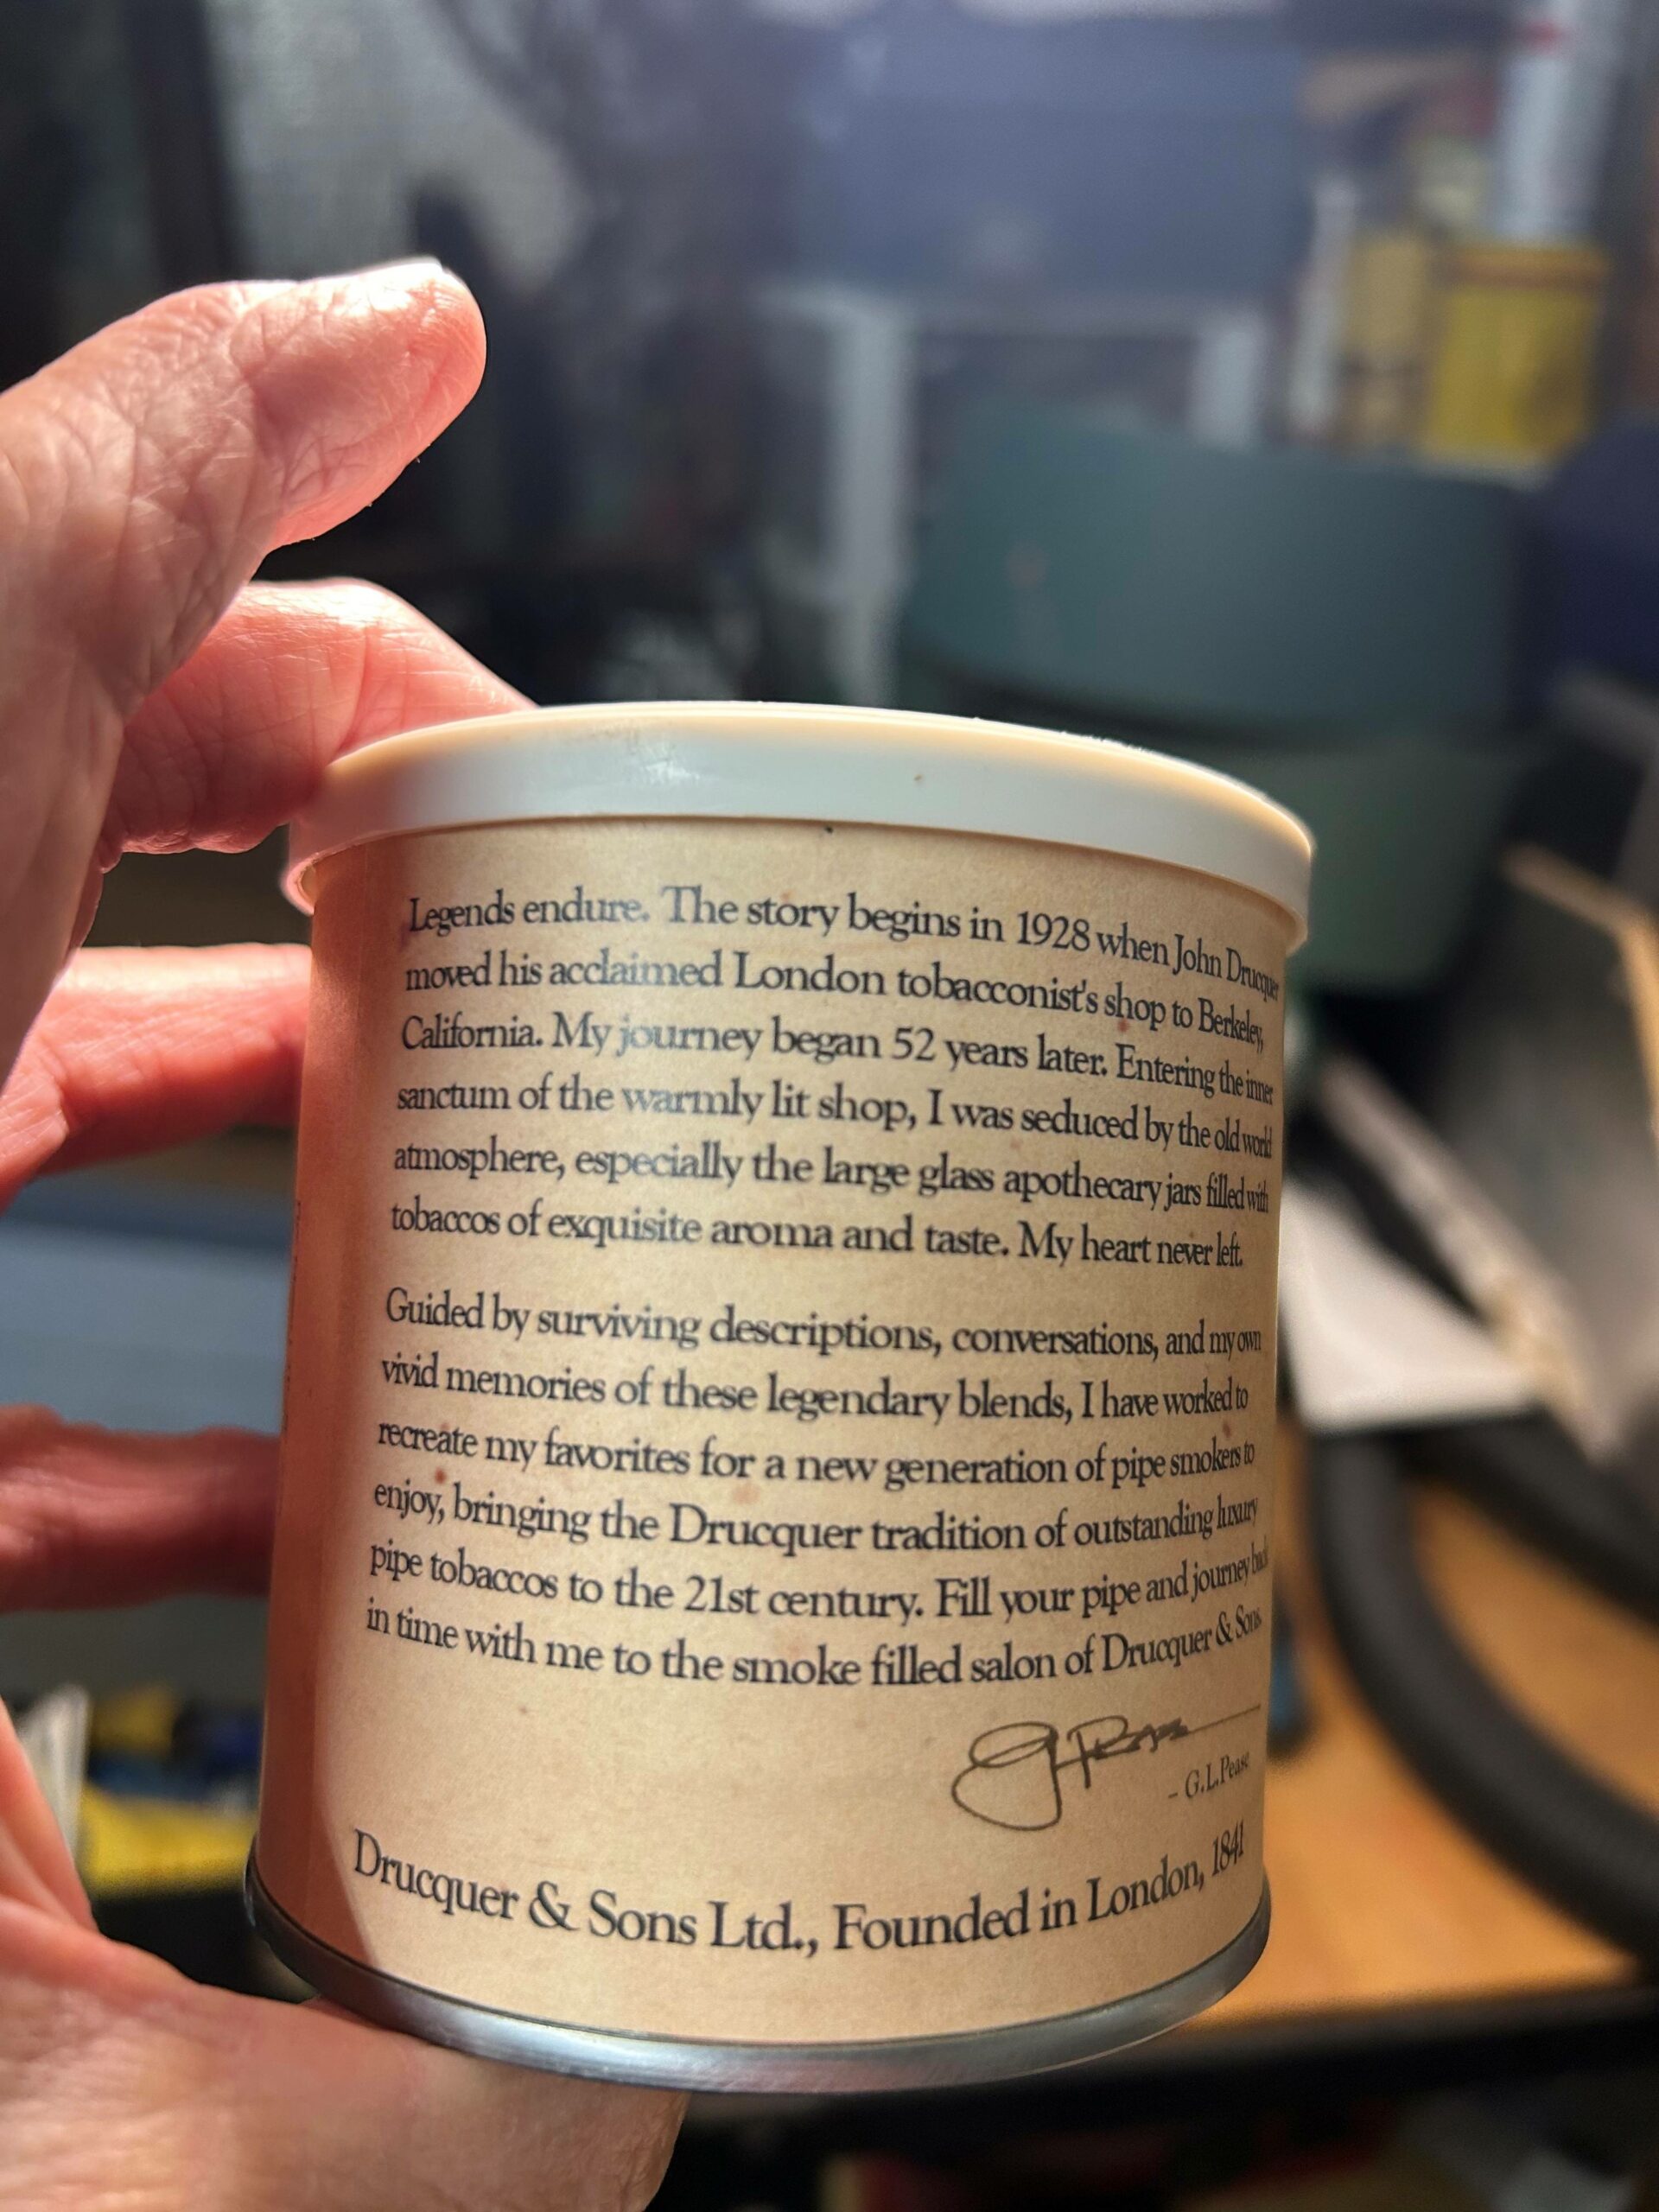 Legends endure. The story begins in 1928 when John Drucquer
moved his acclaimed London tobacconist's shop to Berkeley,
California. My journey began 52 years later. Entering the inner
sanctum of the warmly lit shop, I was seduced by the old world
atmosphere, especially the large glass apothecary jars filled with
tobaccos of exquisite aroma and taste. My heart never left.
Guided by surviving descriptions, conversations, and my own
vivid memories of these legendary blends, I have worked to
recreate my favorites for a new generation of pipe smokers to
enjoy, bringing the Drucquer tradition of outstanding luxury
pipe tobaccos to the 21st century. Fill your pipe and journey back
in time with me to the smoke filled salon of Drucquer & Sons.
GLPease
- G.L.Pease
Drucquer & Sons Ltd., Founded in London, 1841